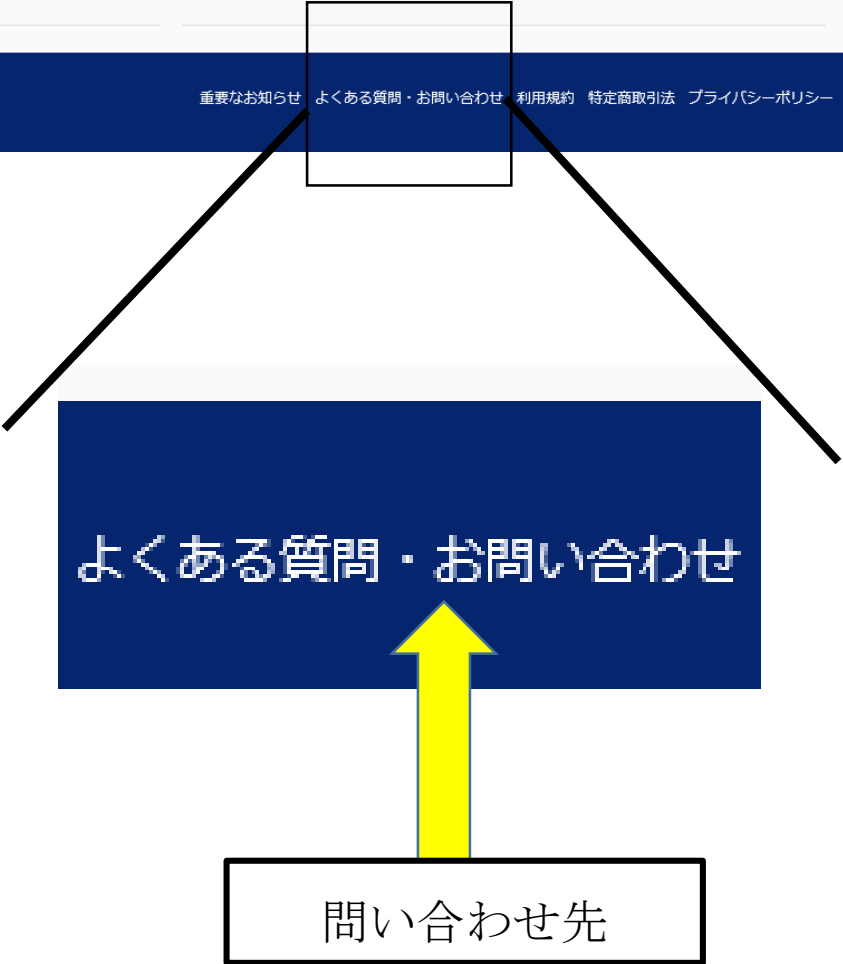 重要なお知らせ よくある質問・お問い合わせ 利用規約 特定商取引法 プライバシーポリシー
よくある質問・お問い合わせ
問い合わせ先